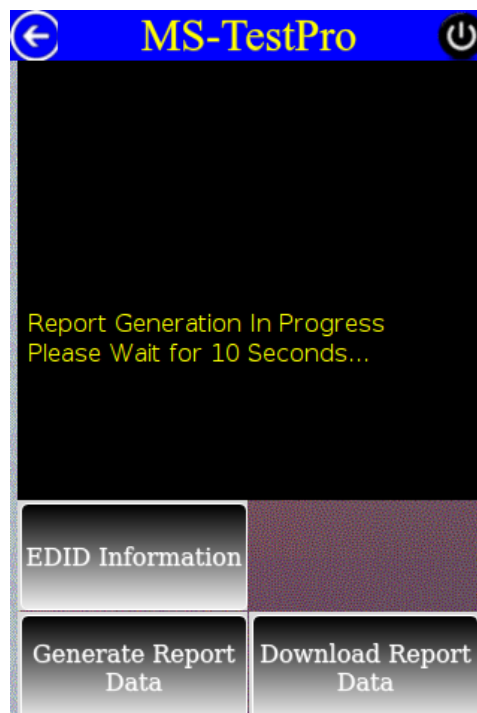 MS-TestPro
Report Generation In Progress
Please Wait for 10 Seconds...
EDID Information
Generate Report
Data
Download Report
Data